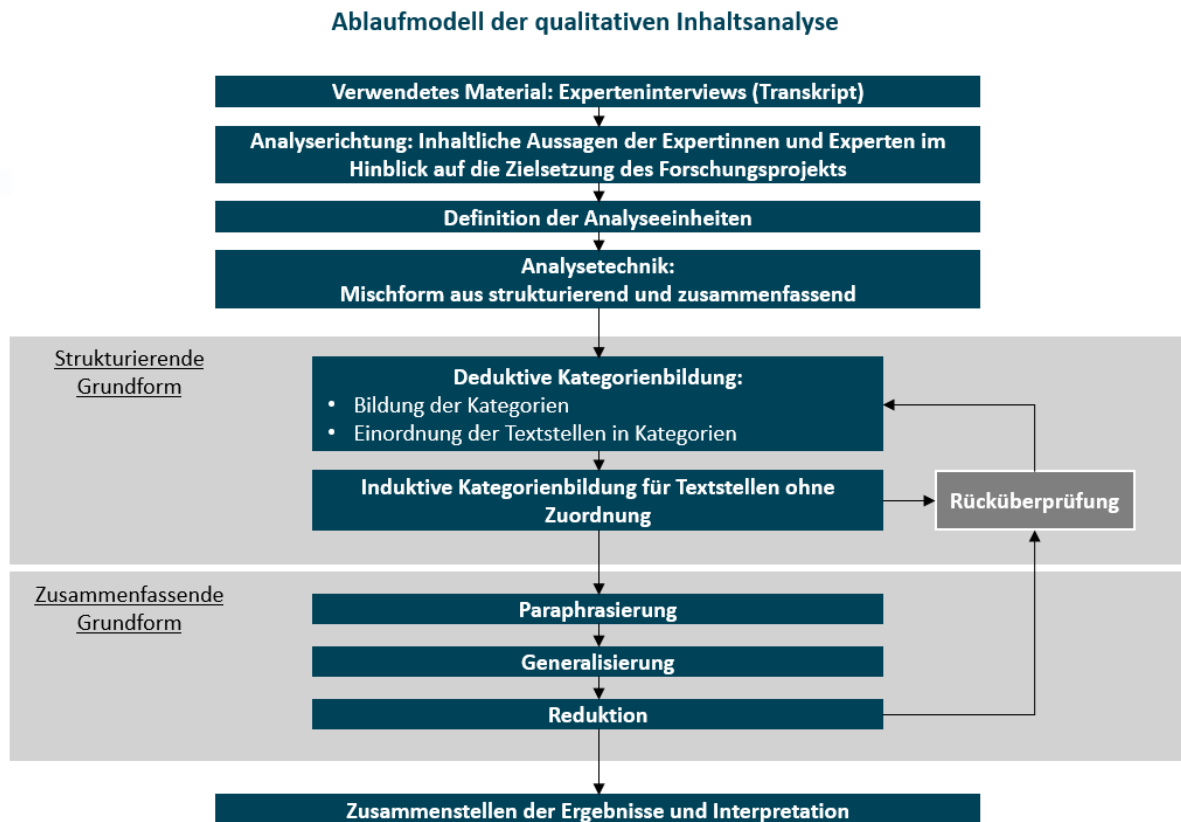 Ablaufmodell der qualitativen Inhaltsanalyse
Verwendetes Material: Experteninterviews (Transkript)
Analyserichtung: Inhaltliche Aussagen der Expertinnen und Experten im
Hinblick auf die Zielsetzung des Forschungsprojekts
Definition der Analyseeinheiten
Analysetechnik:
Mischform aus strukturierend und zusammenfassend
Strukturierende
Grundform
Deduktive Kategorienbildung:
• Bildung der Kategorien
• Einordnung der Textstellen in Kategorien
Induktive Kategorienbildung für Textstellen ohne
Zuordnung
Rücküberprüfung
Zusammenfassende
Grundform
Paraphrasierung
Generalisierung
Reduktion
Zusammenstellen der Ergebnisse und Interpretation